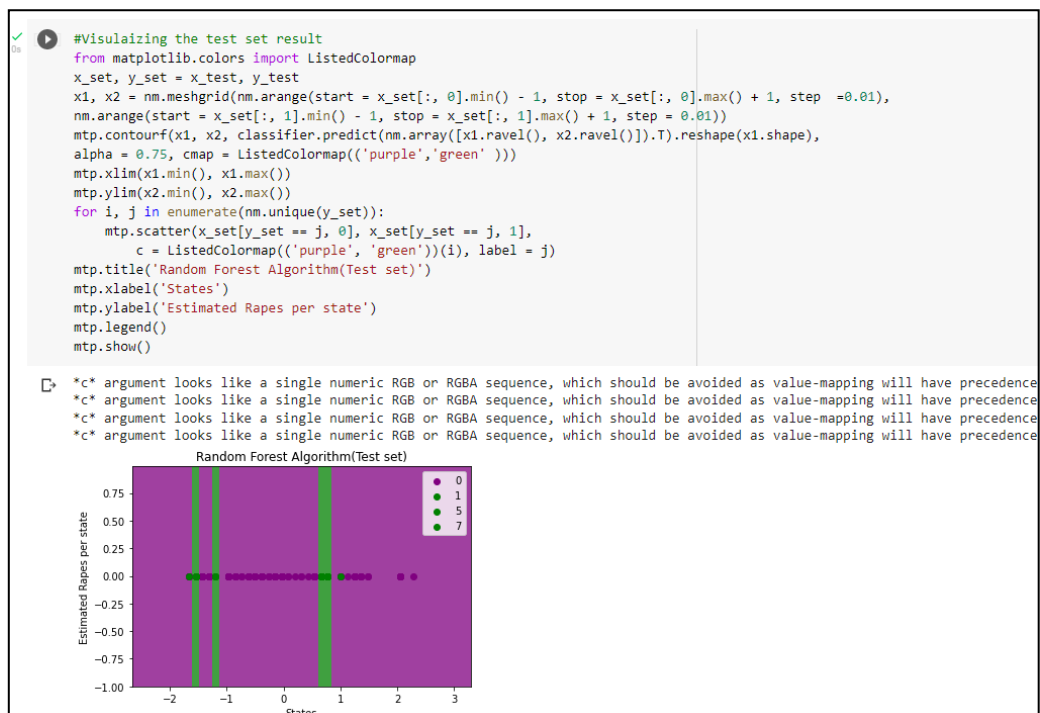 0s
#Visulaizing the test set result
from matplotlib.colors import ListedColormap
x_set, y_set = x_test, y_test
x1, x2 = nm.meshgrid(nm.arange(start = x_set[:, 0].min() - 1, stop = x_set[:, 0].max() + 1, step  =0.01),
nm.arange(start = x_set[:, 1].min() - 1, stop = x_set[:, 1].max() + 1, step = 0.01))
mtp.contourf(x1, x2, classifier.predict(nm.array([x1.ravel(), x2.ravel()]).T).reshape(x1.shape),
alpha = 0.75, cmap = ListedColormap(('purple','green' )))
mtp.xlim(x1.min(), x1.max())
mtp.ylim(x2.min(), x2.max())
for i, j in enumerate(nm.unique(y_set)):
    mtp.scatter(x_set[y_set == j, 0], x_set[y_set == j, 1],
        c = ListedColormap(('purple', 'green'))(i), label = j)
mtp.title('Random Forest Algorithm(Test set)')
mtp.xlabel('States')
mtp.ylabel('Estimated Rapes per state')
mtp.legend()
mtp.show()
*c* argument looks like a single numeric RGB or RGBA sequence, which should be avoided as value-mapping will have precedence
*c* argument looks like a single numeric RGB or RGBA sequence, which should be avoided as value-mapping will have precedence
*c* argument looks like a single numeric RGB or RGBA sequence, which should be avoided as value-mapping will have precedence
*c* argument looks like a single numeric RGB or RGBA sequence, which should be avoided as value-mapping will have precedence
Random Forest Algorithm(Test set)
0
1
5
7
Estimated Rapes per state
0.75
0.50
0.25
0.00
−0.25
−0.50
−0.75
−1.00
−2 −1 0 1 2 3
States